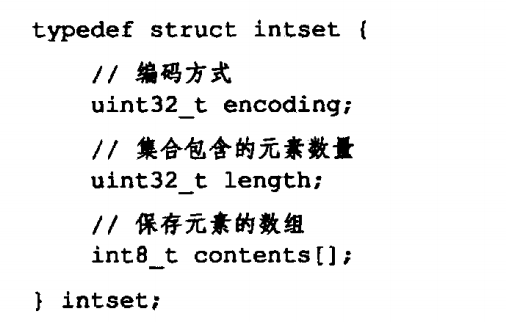 typedef struct intset {
// 编码方式
uint32_t encoding;
// 集合包含的元素数量
uint32_t length;
// 保存元素的数组
int8_t contents[];
} intset;